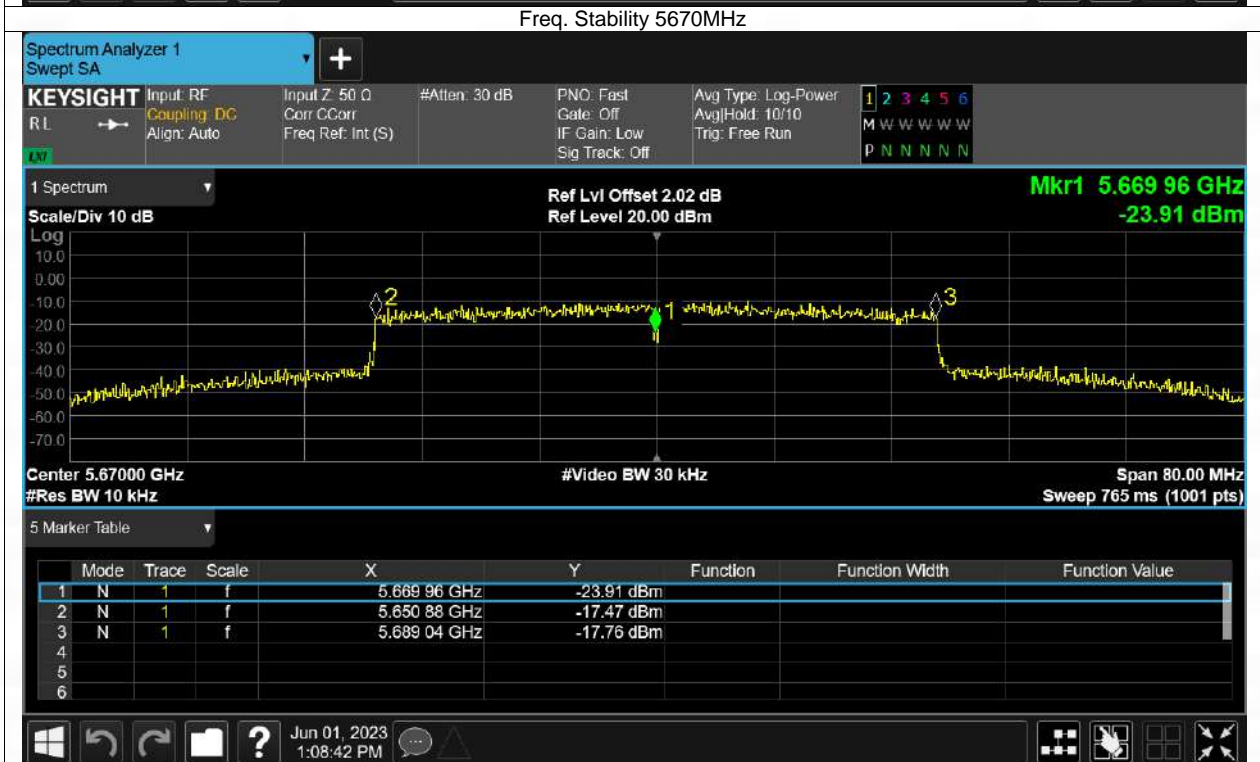 Freq. Stability 5670MHz
Spectrum Analyzer 1
Swept SA
+
KEYSIGHT Input: RF Input Z: 50 Ω #Atten: 30 dB PNO: Fast Avg Type: Log-Power 1 2 3 4 5 6
RL Coupling: DC Corr CCorr Gate: Off Avg|Hold: 10/10 M W W W W W
Align: Auto Freq Ref: Int (S) IF Gain: Low Trig: Free Run
LXI Sig Track: Off P N N N N N
1 Spectrum Ref Lvl Offset 2.02 dB Mkr1 5.669 96 GHz
Scale/Div 10 dB Ref Level 20.00 dBm -23.91 dBm
Log
10.0
0.00
-10.0 2 3
-20.0 1
-30.0
-40.0
-50.0
-60.0
-70.0
Center 5.67000 GHz #Video BW 30 kHz Span 80.00 MHz
#Res BW 10 kHz Sweep 765 ms (1001 pts)
5 Marker Table
Mode Trace Scale X Y Function Function Width Function Value
1 N 1 f 5.669 96 GHz -23.91 dBm
2 N 1 f 5.650 88 GHz -17.47 dBm
3 N 1 f 5.689 04 GHz -17.76 dBm
4
5
6
? Jun 01, 2023
1:08:42 PM